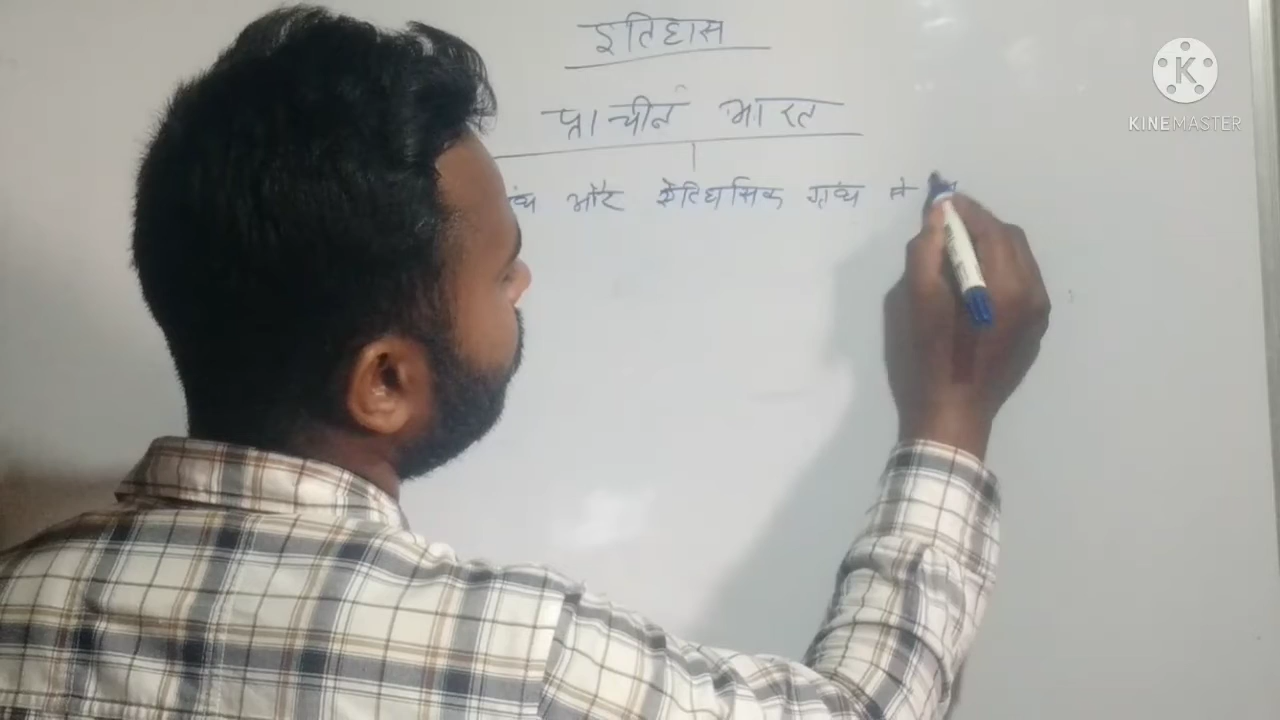 इतिहास
प्राचीन भारत
ग्रंथ और ऐतिहासिक ग्रंथ से
K
KINEMASTER